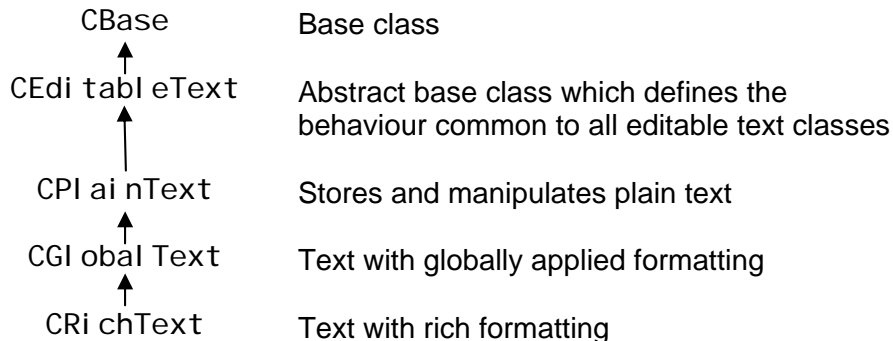 CBase Base class
CEditableText Abstract base class which defines the
behaviour common to all editable text classes
CPlainText Stores and manipulates plain text
CGlobalText Text with globally applied formatting
CRichText Text with rich formatting